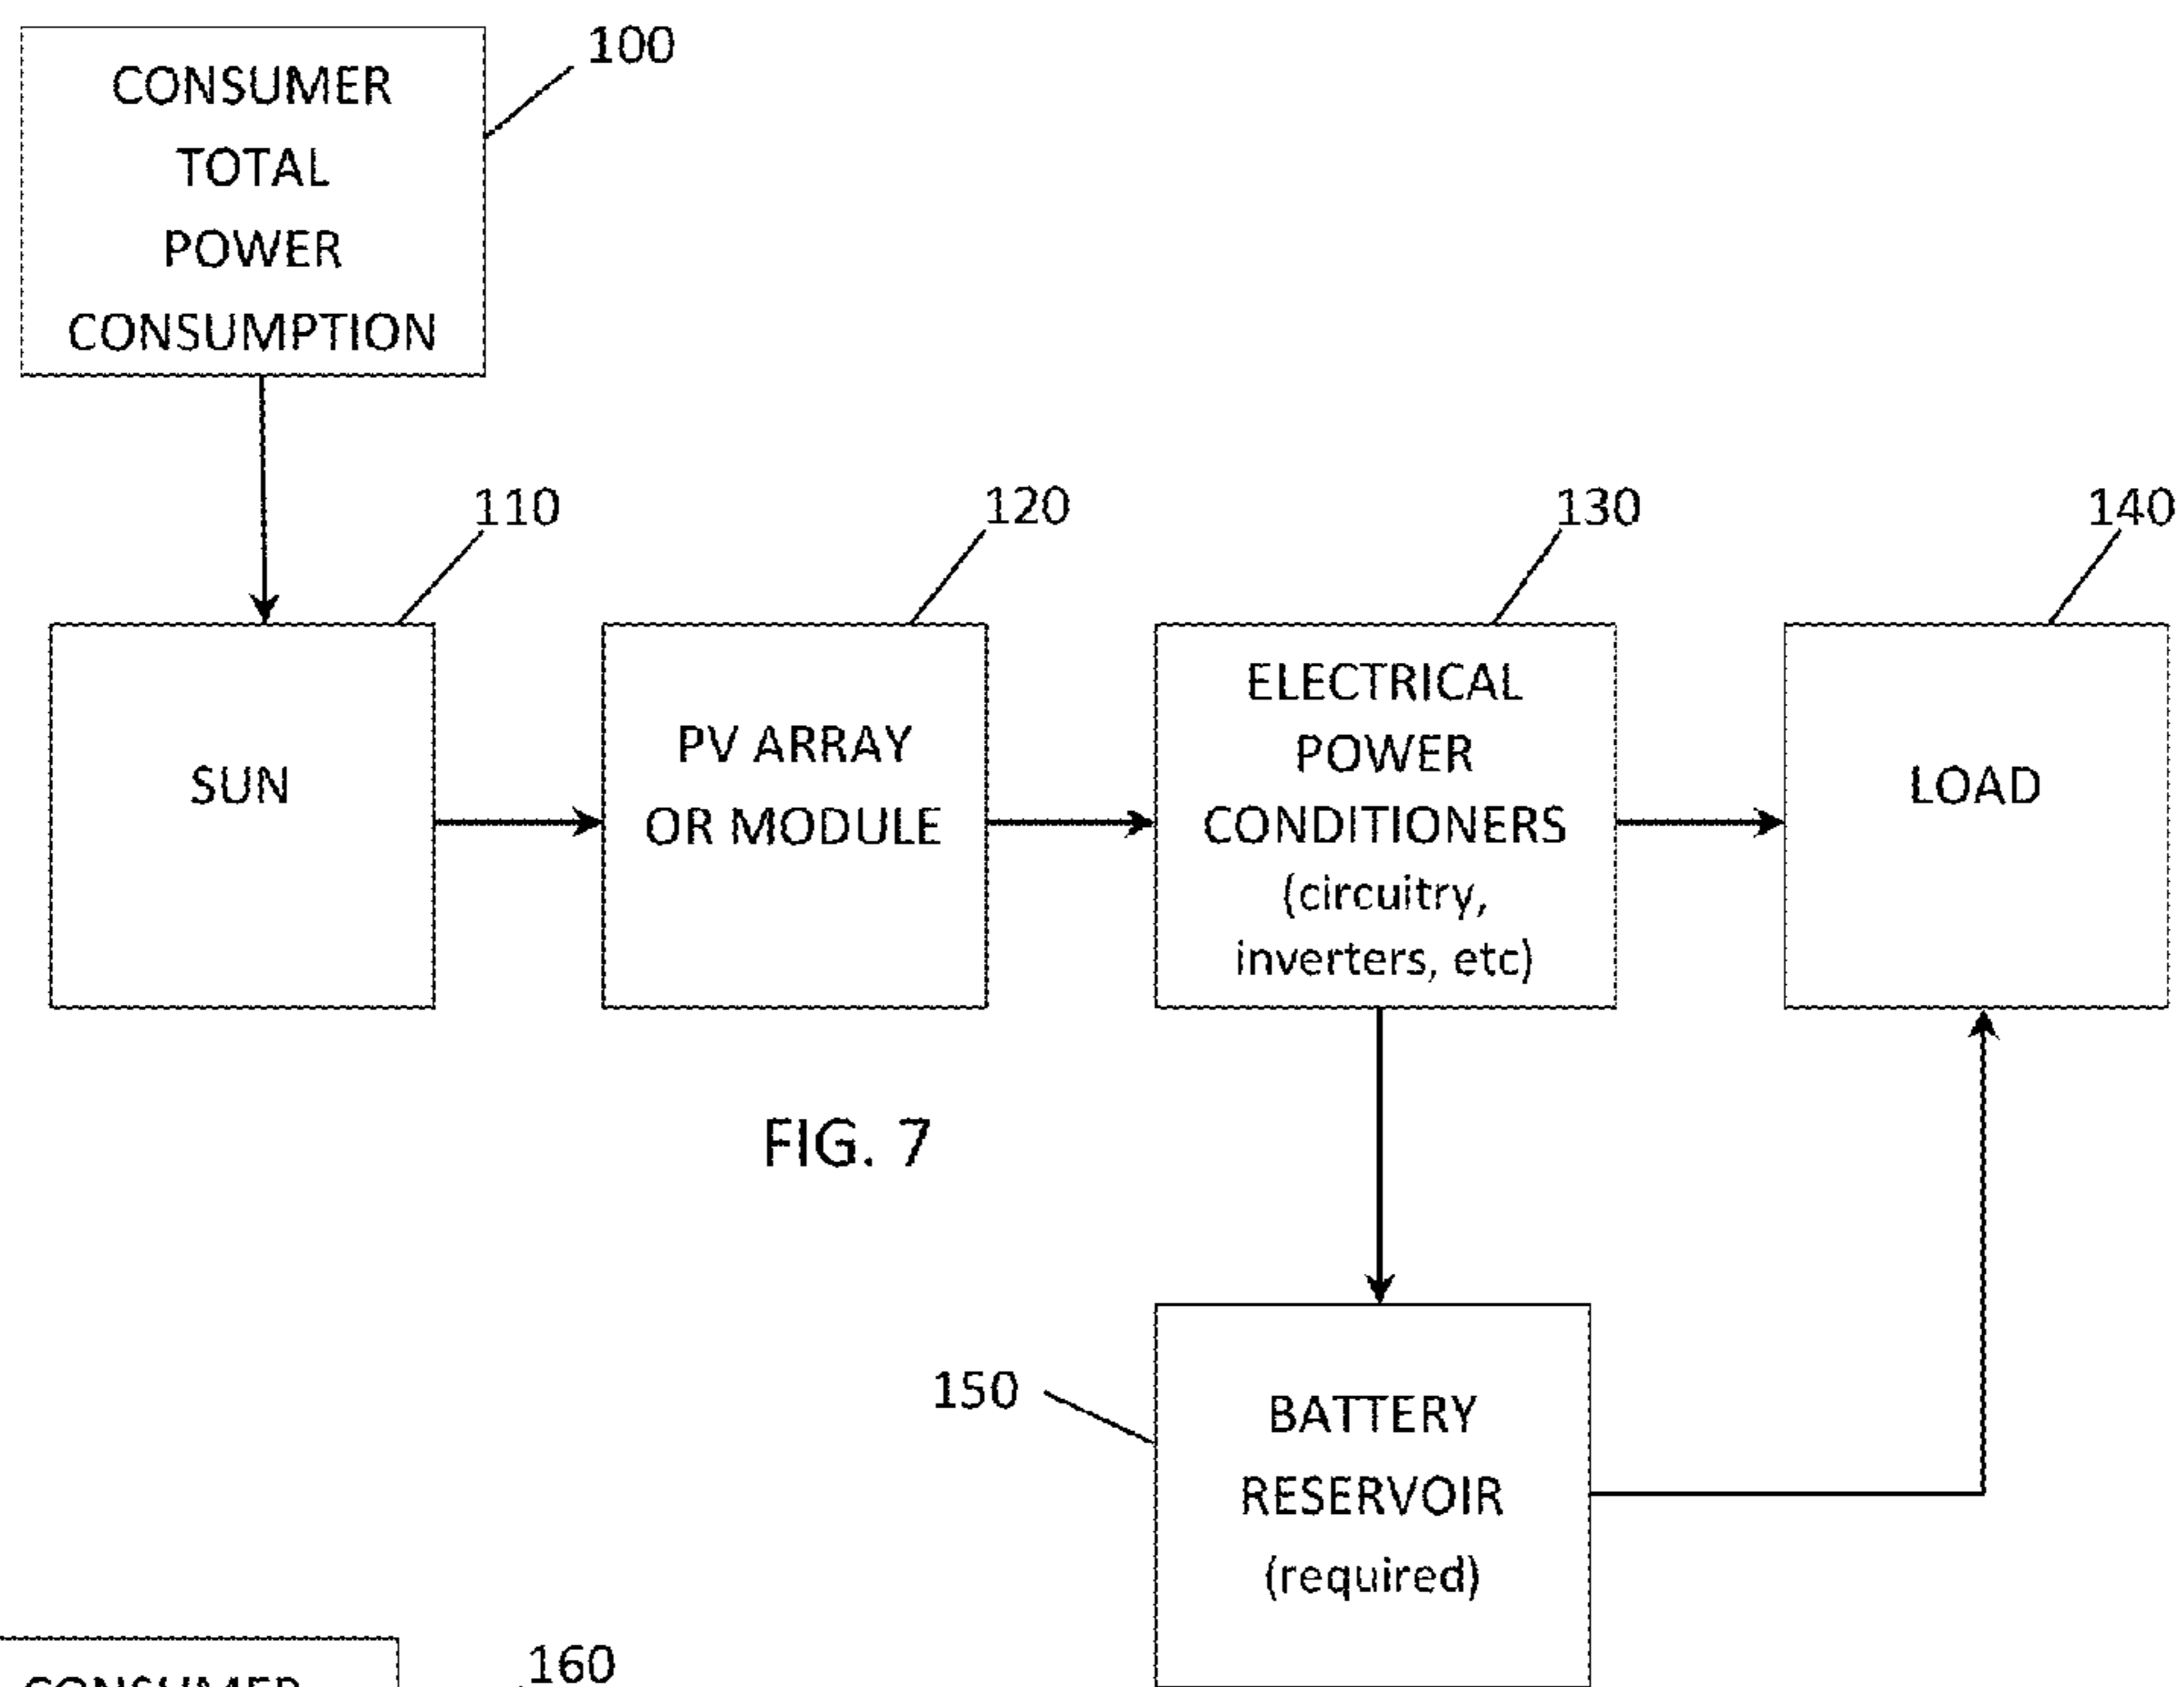 100
CONSUMER
TOTAL
POWER
CONSUMPTION
110
120
130
140
SUN
PV ARRAY
OR MODULE
ELECTRICAL
POWER
CONDITIONERS
(circuitry,
inverters, etc)
LOAD
FIG. 7
150
BATTERY
RESERVOIR
(required)
160
CONSUMER